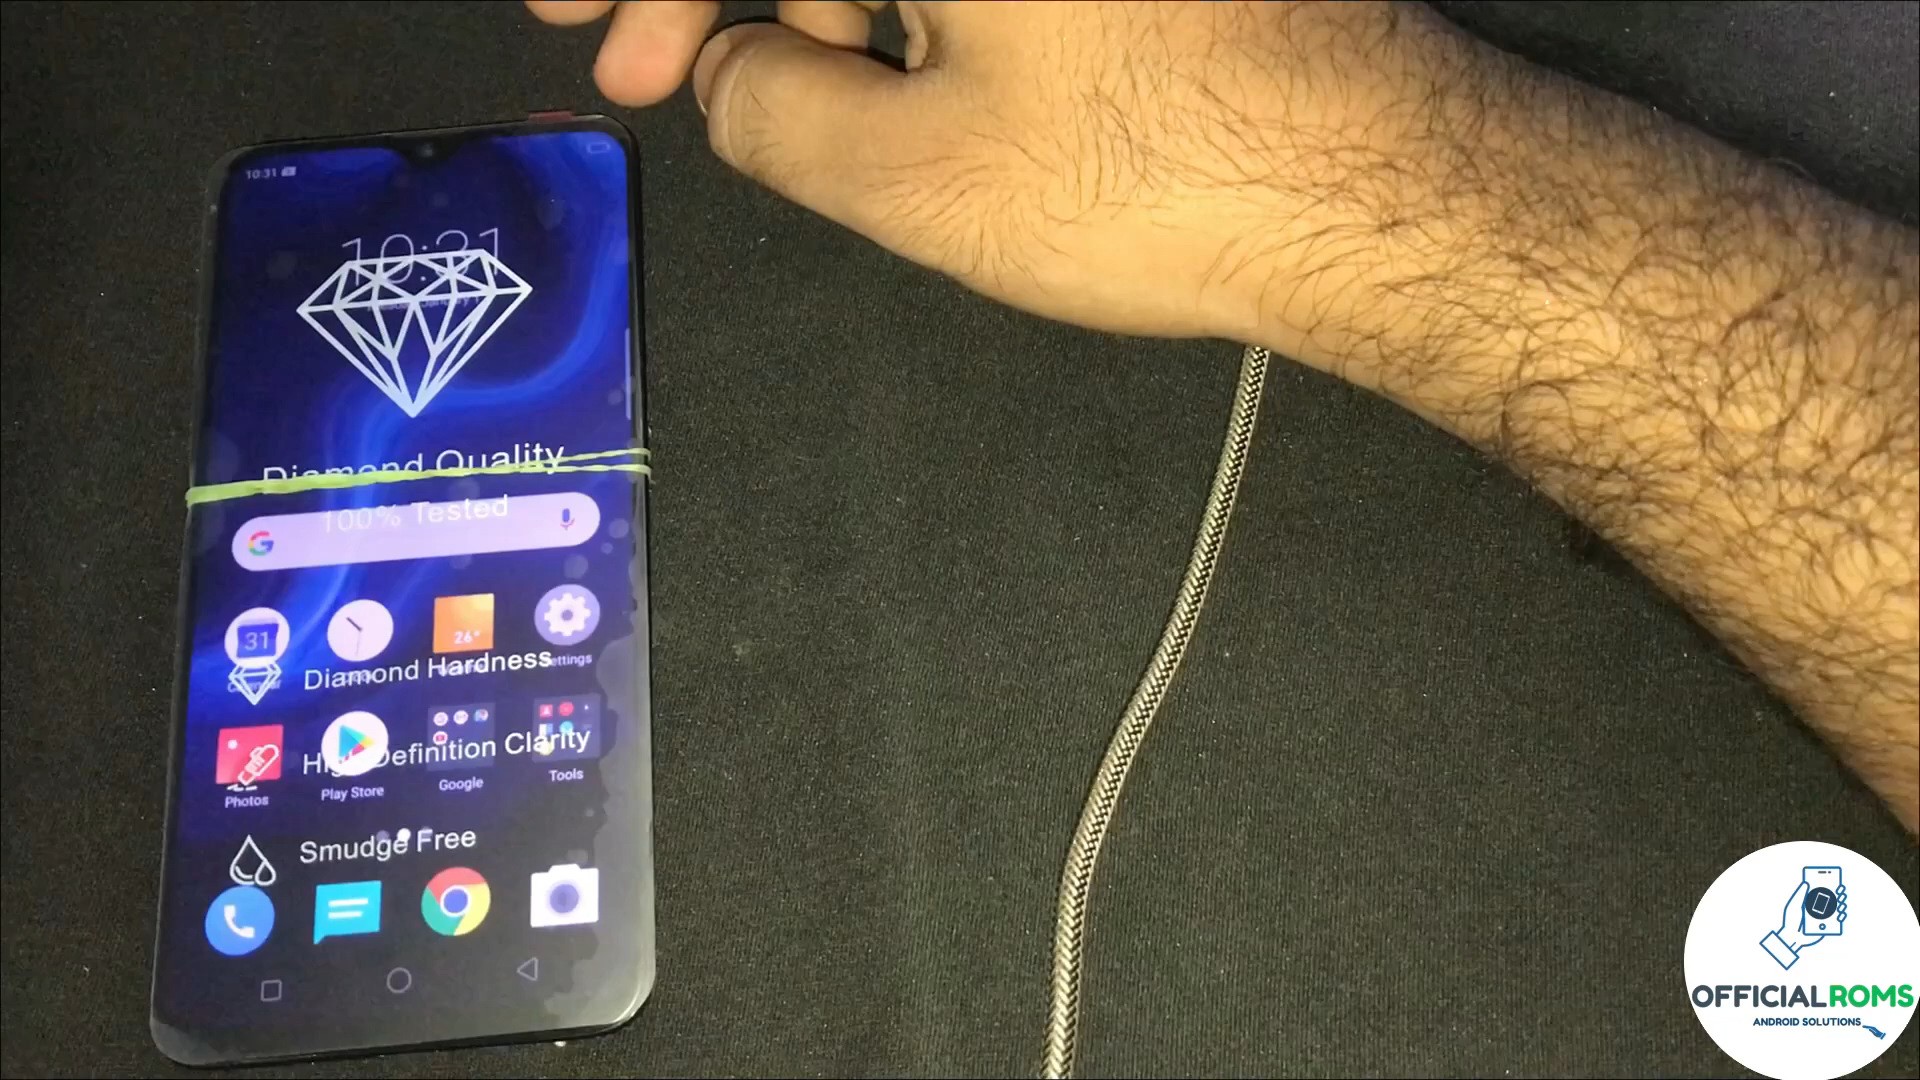 10:31
10:31
Diamond Quality
100% Tested
31
26°
Settings
Diamond Hardness
High Definition Clarity
Photos
Play Store
Google
Tools
Smudge Free
OFFICIALROMS
ANDROID SOLUTIONS